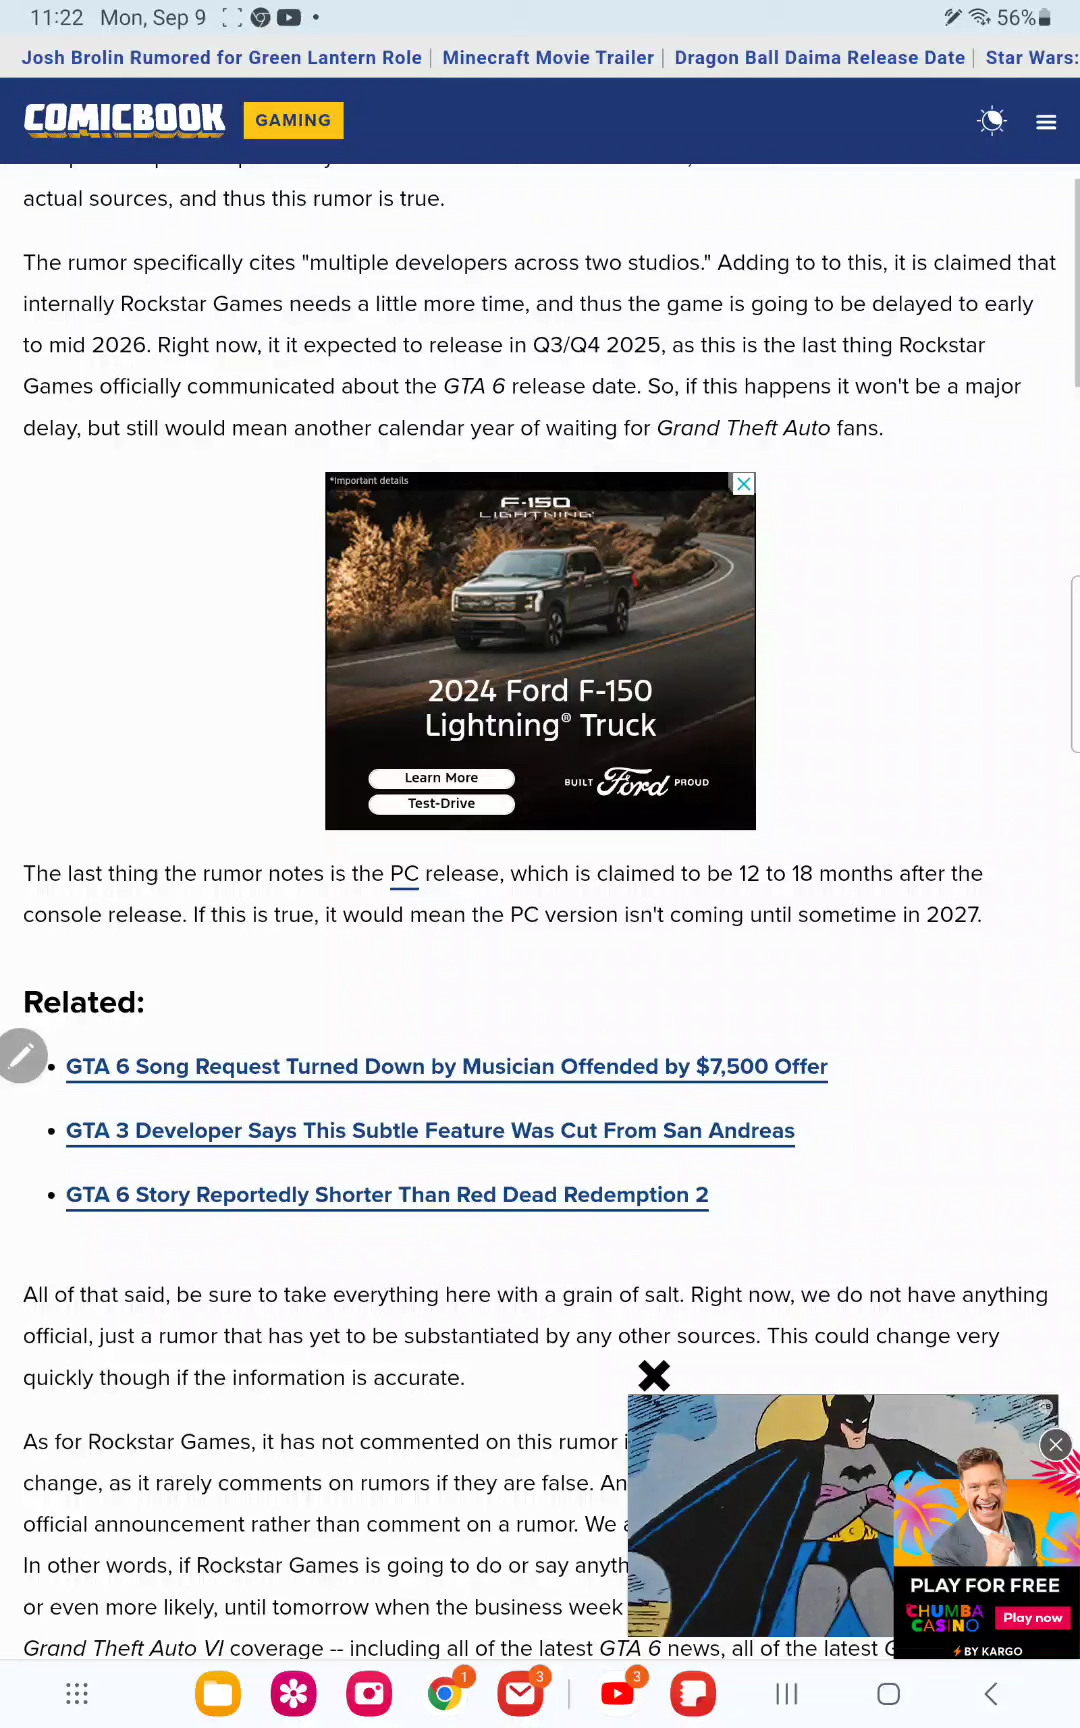 11:22 Mon, Sep 9 56%
Josh Brolin Rumored for Green Lantern Role | Minecraft Movie Trailer | Dragon Ball Daima Release Date | Star Wars:
COMICBOOK GAMING
actual sources, and thus this rumor is true.
The rumor specifically cites "multiple developers across two studios." Adding to to this, it is claimed that
internally Rockstar Games needs a little more time, and thus the game is going to be delayed to early
to mid 2026. Right now, it it expected to release in Q3/Q4 2025, as this is the last thing Rockstar
Games officially communicated about the GTA 6 release date. So, if this happens it won't be a major
delay, but still would mean another calendar year of waiting for Grand Theft Auto fans.
*Important details
F-150
LIGHTNING
2024 Ford F-150
Lightning® Truck
Learn More
BUILT Ford PROUD
Test-Drive
The last thing the rumor notes is the PC release, which is claimed to be 12 to 18 months after the
console release. If this is true, it would mean the PC version isn't coming until sometime in 2027.
Related:
• GTA 6 Song Request Turned Down by Musician Offended by $7,500 Offer
• GTA 3 Developer Says This Subtle Feature Was Cut From San Andreas
• GTA 6 Story Reportedly Shorter Than Red Dead Redemption 2
All of that said, be sure to take everything here with a grain of salt. Right now, we do not have anything
official, just a rumor that has yet to be substantiated by any other sources. This could change very
quickly though if the information is accurate.
As for Rockstar Games, it has not commented on this rumor i
change, as it rarely comments on rumors if they are false. An
official announcement rather than comment on a rumor. We
In other words, if Rockstar Games is going to do or say anyth
or even more likely, until tomorrow when the business week
Grand Theft Auto VI coverage -- including all of the latest GTA 6 news, all of the latest
PLAY FOR FREE
CHUMBA
CASINO
Play now
BY KARGO
1
3
3